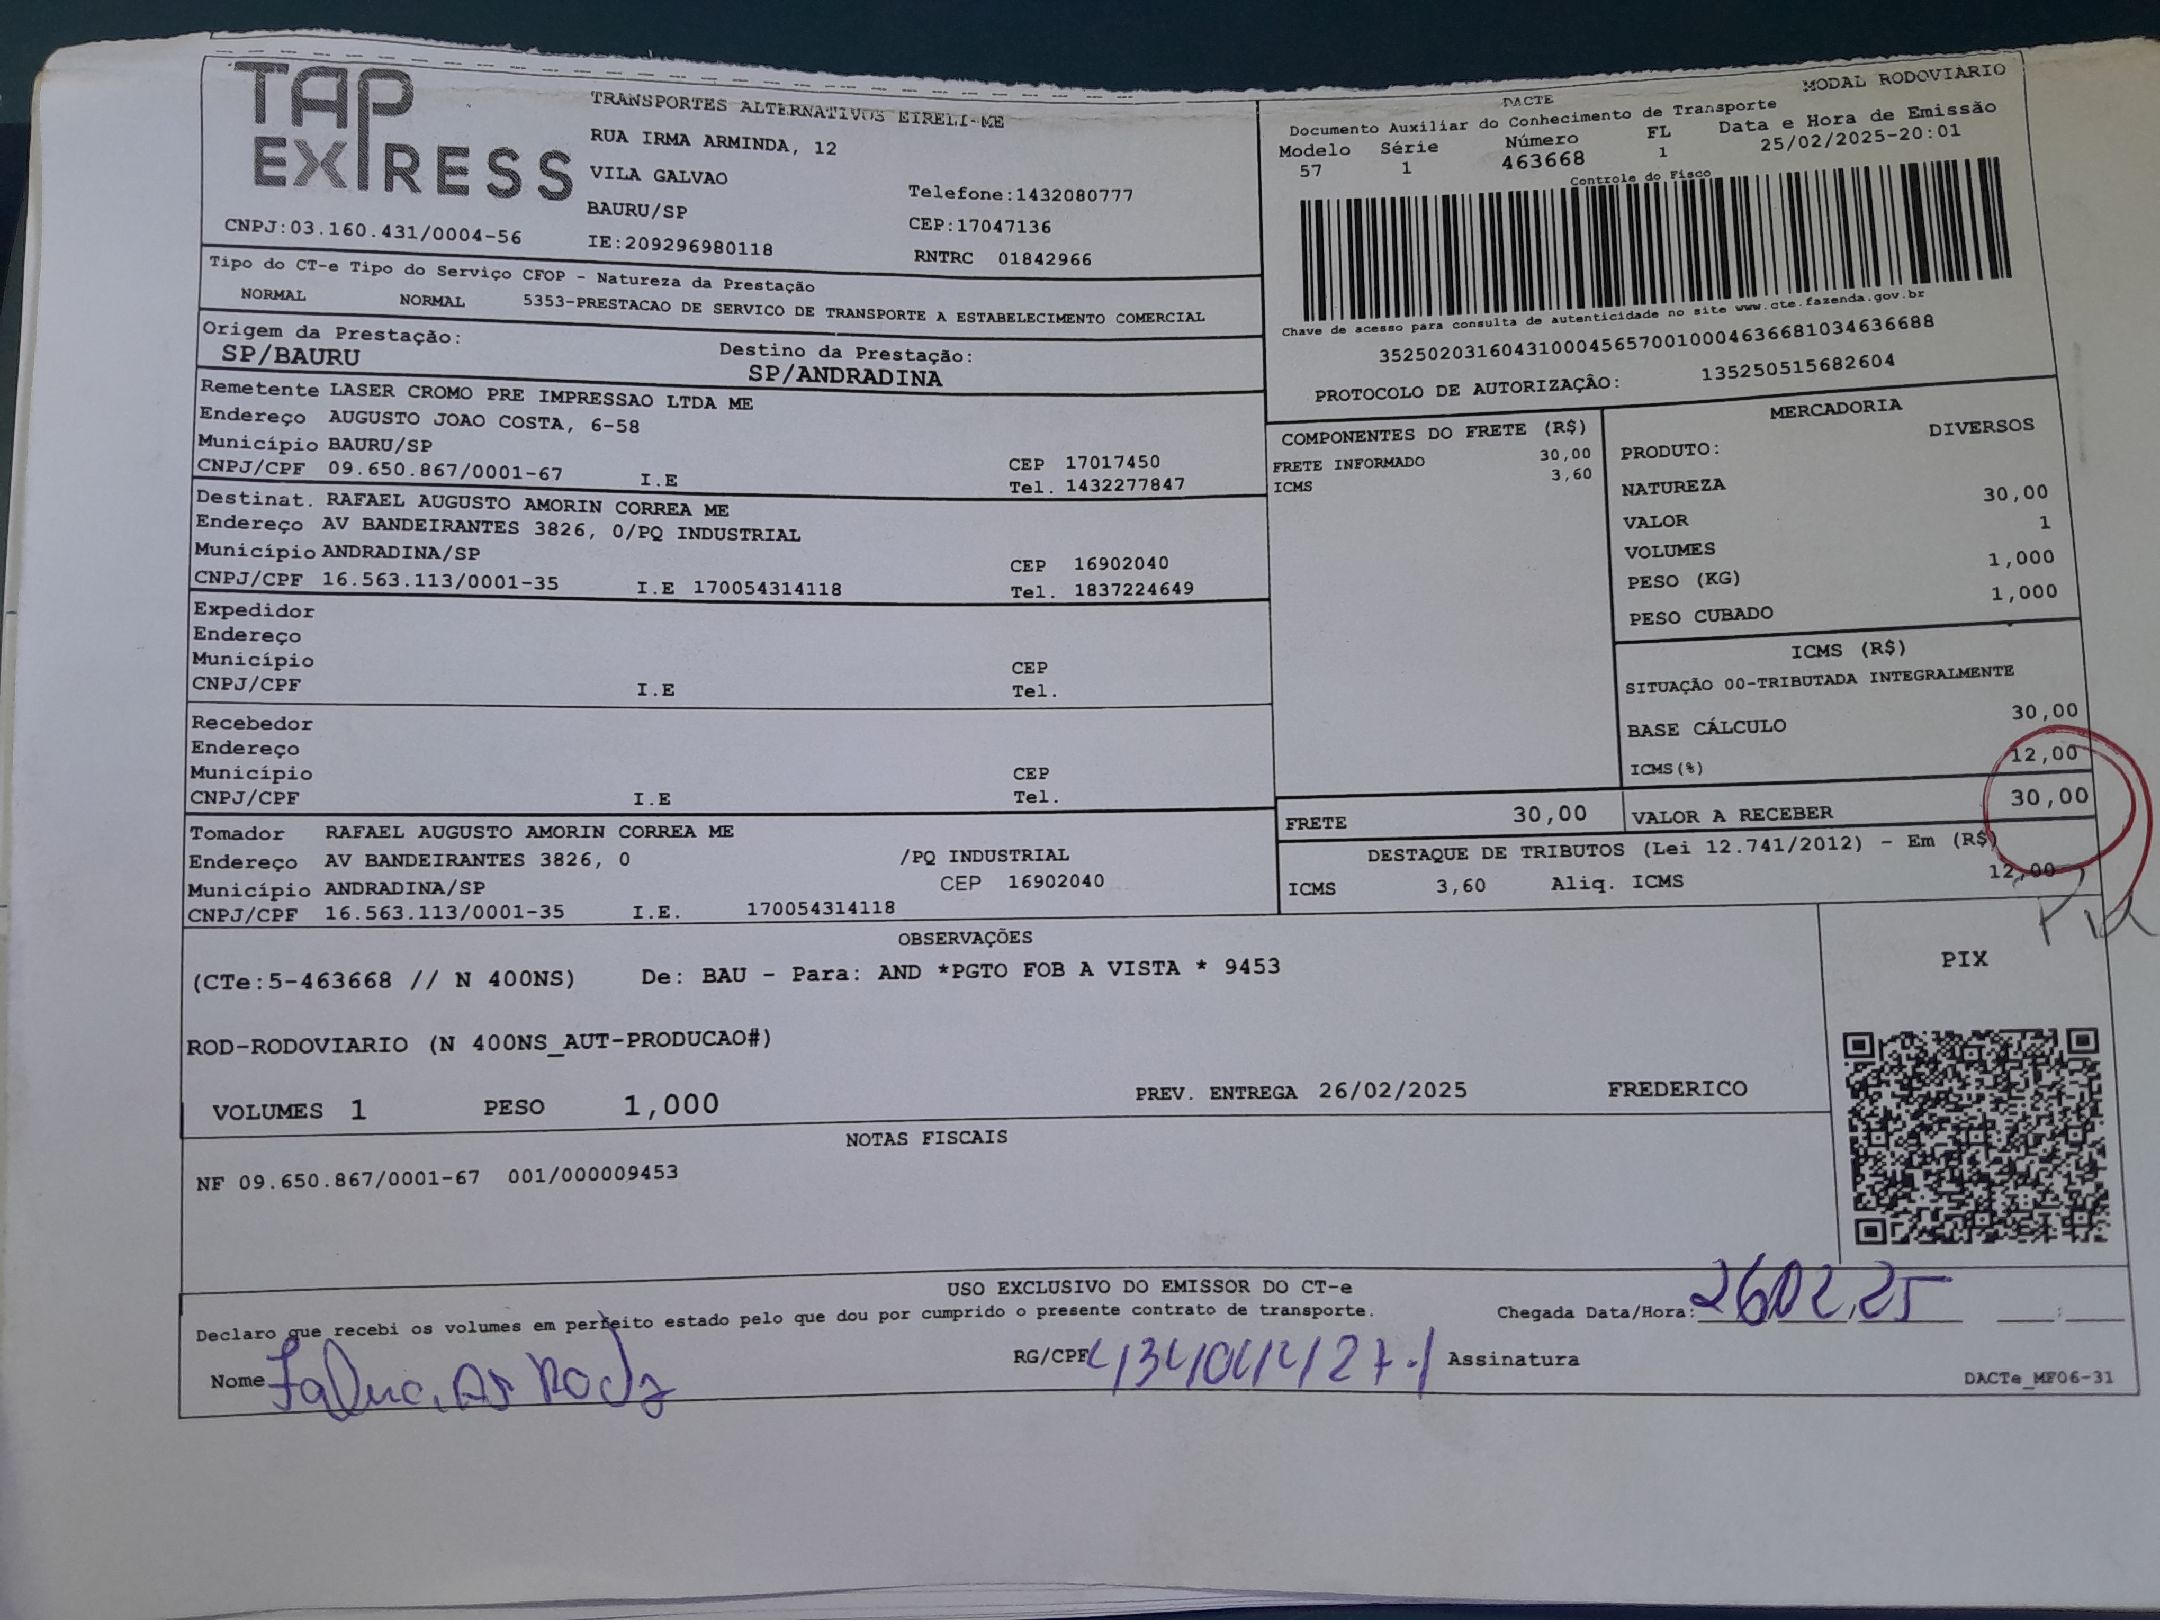 TAP EXPRESS
TRANSPORTES ALTERNATIVOS EIRELI-ME
RUA IRMA ARMINDA, 12
VILA GALVAO
BAURU/SP
IE:209296980118
Telefone:1432080777
CEP:17047136
RNTRC 01842966
CNPJ:03.160.431/0004-56
MODAL RODOVIARIO
DACTE
Documento Auxiliar do Conhecimento de Transporte
Modelo Série Número FL Data e Hora de Emissão
57 1 463668 1 25/02/2025-20:01
Controle do Fisco
Chave de acesso para consulta de autenticidade no site www.cte.fazenda.gov.br
35250203160431000456570010004636681034636688
PROTOCOLO DE AUTORIZAÇÃO: 135250515682604
Tipo do CT-e Tipo do Serviço CFOP - Natureza da Prestação
NORMAL NORMAL 5353-PRESTACAO DE SERVICO DE TRANSPORTE A ESTABELECIMENTO COMERCIAL
Origem da Prestação: Destino da Prestação:
SP/BAURU SP/ANDRADINA
Remetente LASER CROMO PRE IMPRESSAO LTDA ME
Endereço AUGUSTO JOAO COSTA, 6-58
Município BAURU/SP CEP 17017450
CNPJ/CPF 09.650.867/0001-67 I.E Tel. 1432277847
Destinat. RAFAEL AUGUSTO AMORIN CORREA ME
Endereço AV BANDEIRANTES 3826, 0/PQ INDUSTRIAL
Município ANDRADINA/SP CEP 16902040
CNPJ/CPF 16.563.113/0001-35 I.E 170054314118 Tel. 1837224649
Expedidor
Endereço
Município CEP
CNPJ/CPF I.E Tel.
Recebedor
Endereço
Município CEP
CNPJ/CPF I.E Tel.
Tomador RAFAEL AUGUSTO AMORIN CORREA ME
Endereço AV BANDEIRANTES 3826, 0 /PQ INDUSTRIAL
Município ANDRADINA/SP CEP 16902040
CNPJ/CPF 16.563.113/0001-35 I.E. 170054314118
COMPONENTES DO FRETE (R$)
FRETE INFORMADO 30,00
ICMS 3,60
MERCADORIA
PRODUTO: DIVERSOS
NATUREZA
VALOR 30,00
VOLUMES 1
PESO (KG) 1,000
PESO CUBADO 1,000
ICMS (R$)
SITUAÇÃO 00-TRIBUTADA INTEGRALMENTE
BASE CÁLCULO 30,00
ICMS(%) 12,00
FRETE 30,00 VALOR A RECEBER 30,00
DESTAQUE DE TRIBUTOS (Lei 12.741/2012) - Em (R$)
ICMS 3,60 Aliq. ICMS 12,00
Pix
OBSERVAÇÕES
(CTe:5-463668 // N 400NS) De: BAU - Para: AND *PGTO FOB A VISTA * 9453
ROD-RODOVIARIO (N 400NS_AUT-PRODUCAO#)
VOLUMES 1 PESO 1,000 PREV. ENTREGA 26/02/2025 FREDERICO
PIX
NOTAS FISCAIS
NF 09.650.867/0001-67 001/000009453
USO EXCLUSIVO DO EMISSOR DO CT-e
Declaro que recebi os volumes em perfeito estado pelo que dou por cumprido o presente contrato de transporte.
Chegada Data/Hora: 26 02.25 :
Nome RG/CPF Assinatura
DACTe_MF06-31